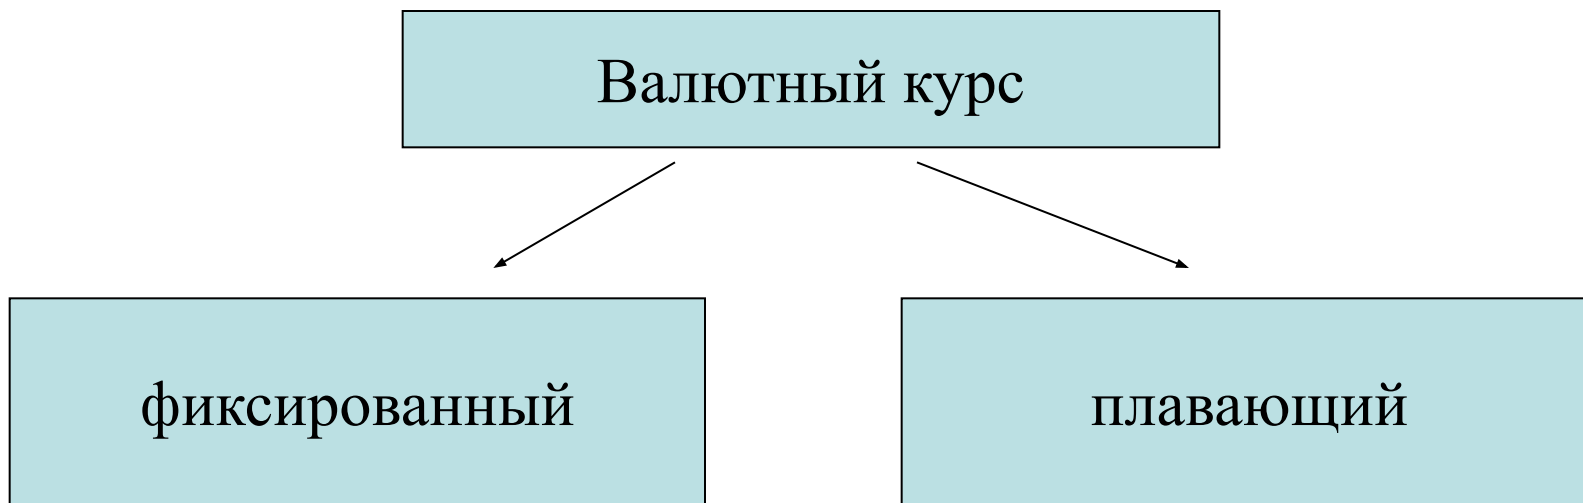 Валютный курс
фиксированный
плавающий